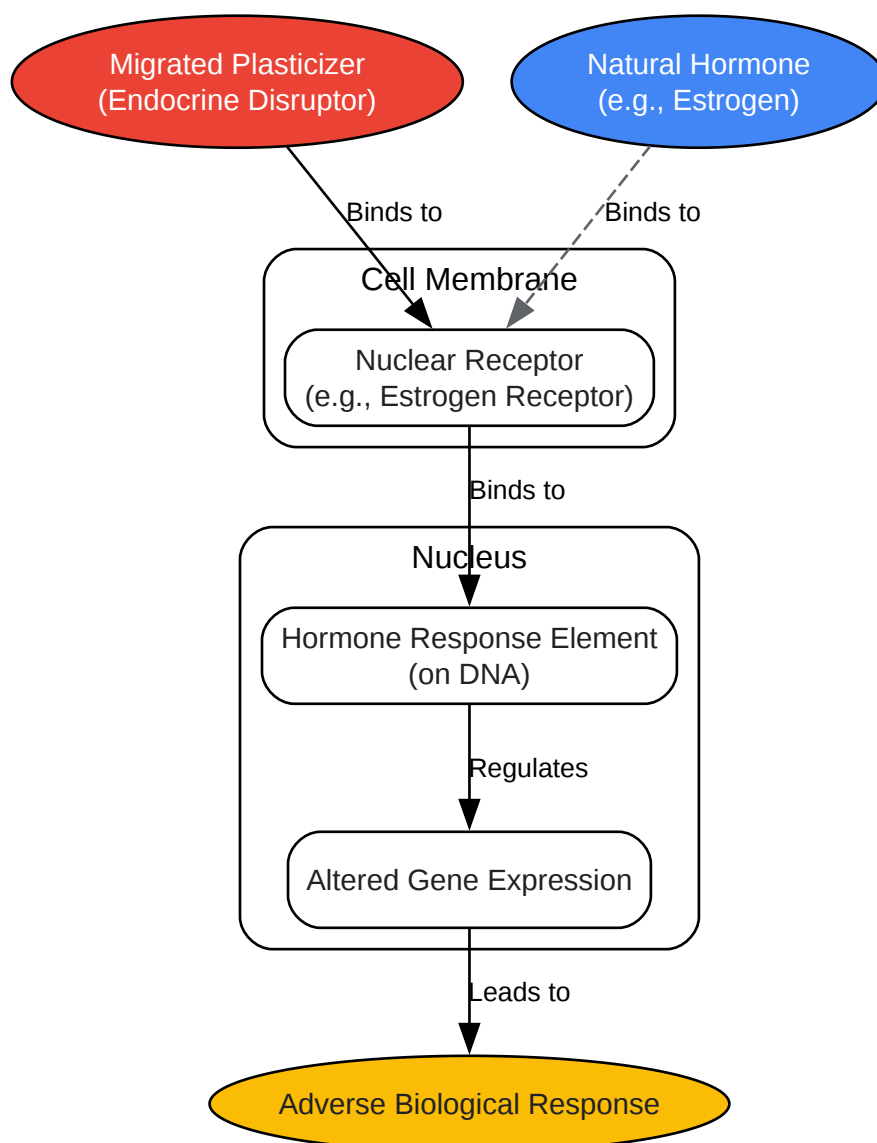 Migrated Plasticizer
(Endocrine Disruptor)
Natural Hormone
(e.g., Estrogen)
Binds to
Binds to
Cell Membrane
Nuclear Receptor
(e.g., Estrogen Receptor)
Binds to
Nucleus
Hormone Response Element
(on DNA)
Regulates
Altered Gene Expression
Leads to
Adverse Biological Response